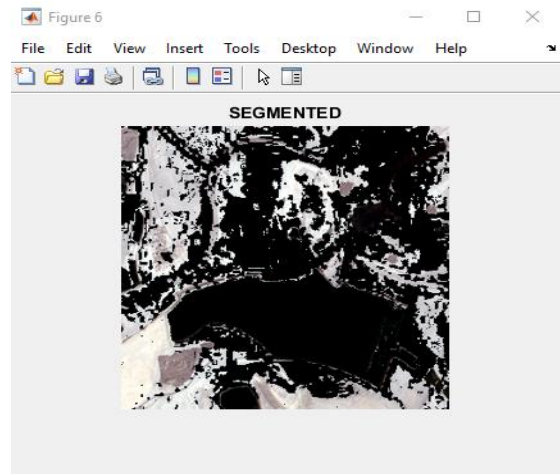 Figure 6
File Edit View Insert Tools Desktop Window Help
SEGMENTED